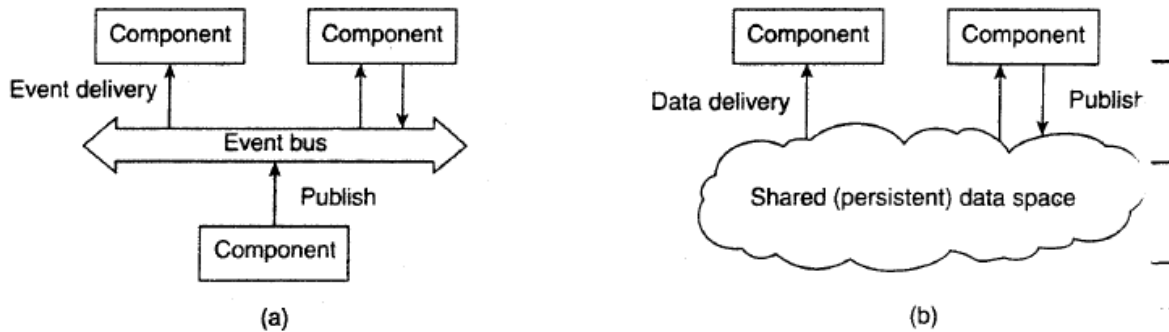 Component
Component
Event delivery
Event bus
Publish
Component
(a)
Component
Component
Data delivery
Publish
Shared (persistent) data space
(b)